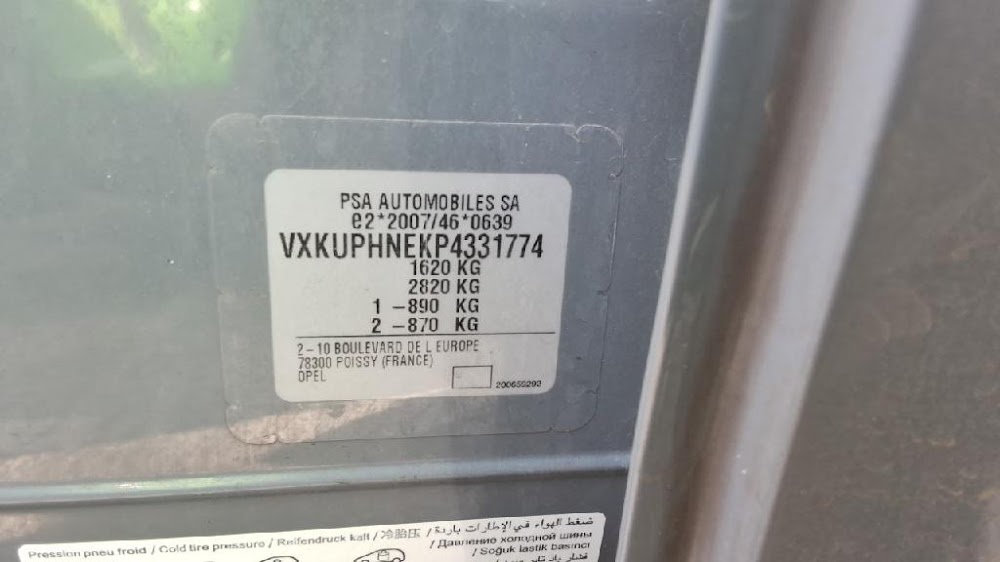 PSA AUTOMOBILES SA
e2*2007/46*0639
VXKUPHNEKP4331774
1620 KG
2820 KG
1 -890 KG
2 -870 KG
2-10 BOULEVARD DE L EUROPE
78300 POISSY (FRANCE)
OPEL
ضغط الهواء في الإطارات باردة /
Pression pneu froid / Cold tire pressure / Reifendruck kalt / 冷胎压 /
/ Давление холодной шины
/ Soğuk lastik basıncı